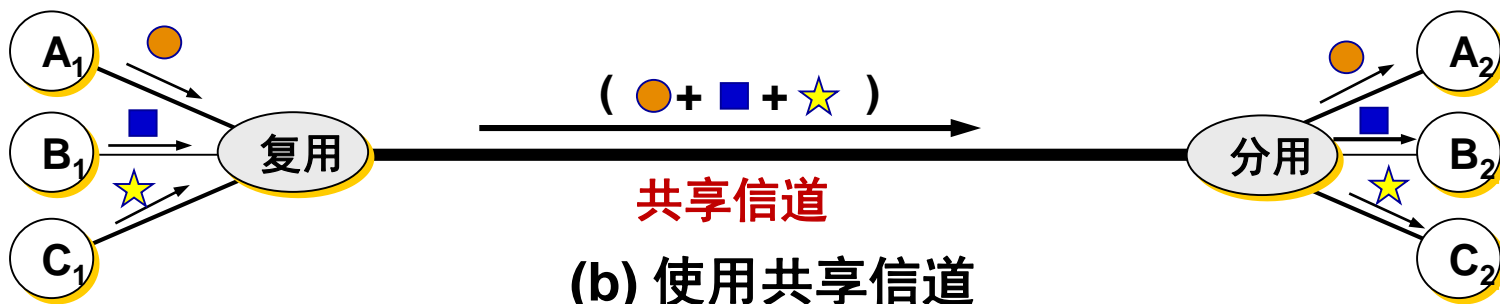 A₁
A₂
( + + )
B₁
复用
分用
B₂
共享信道
C₁
C₂
(b) 使用共享信道